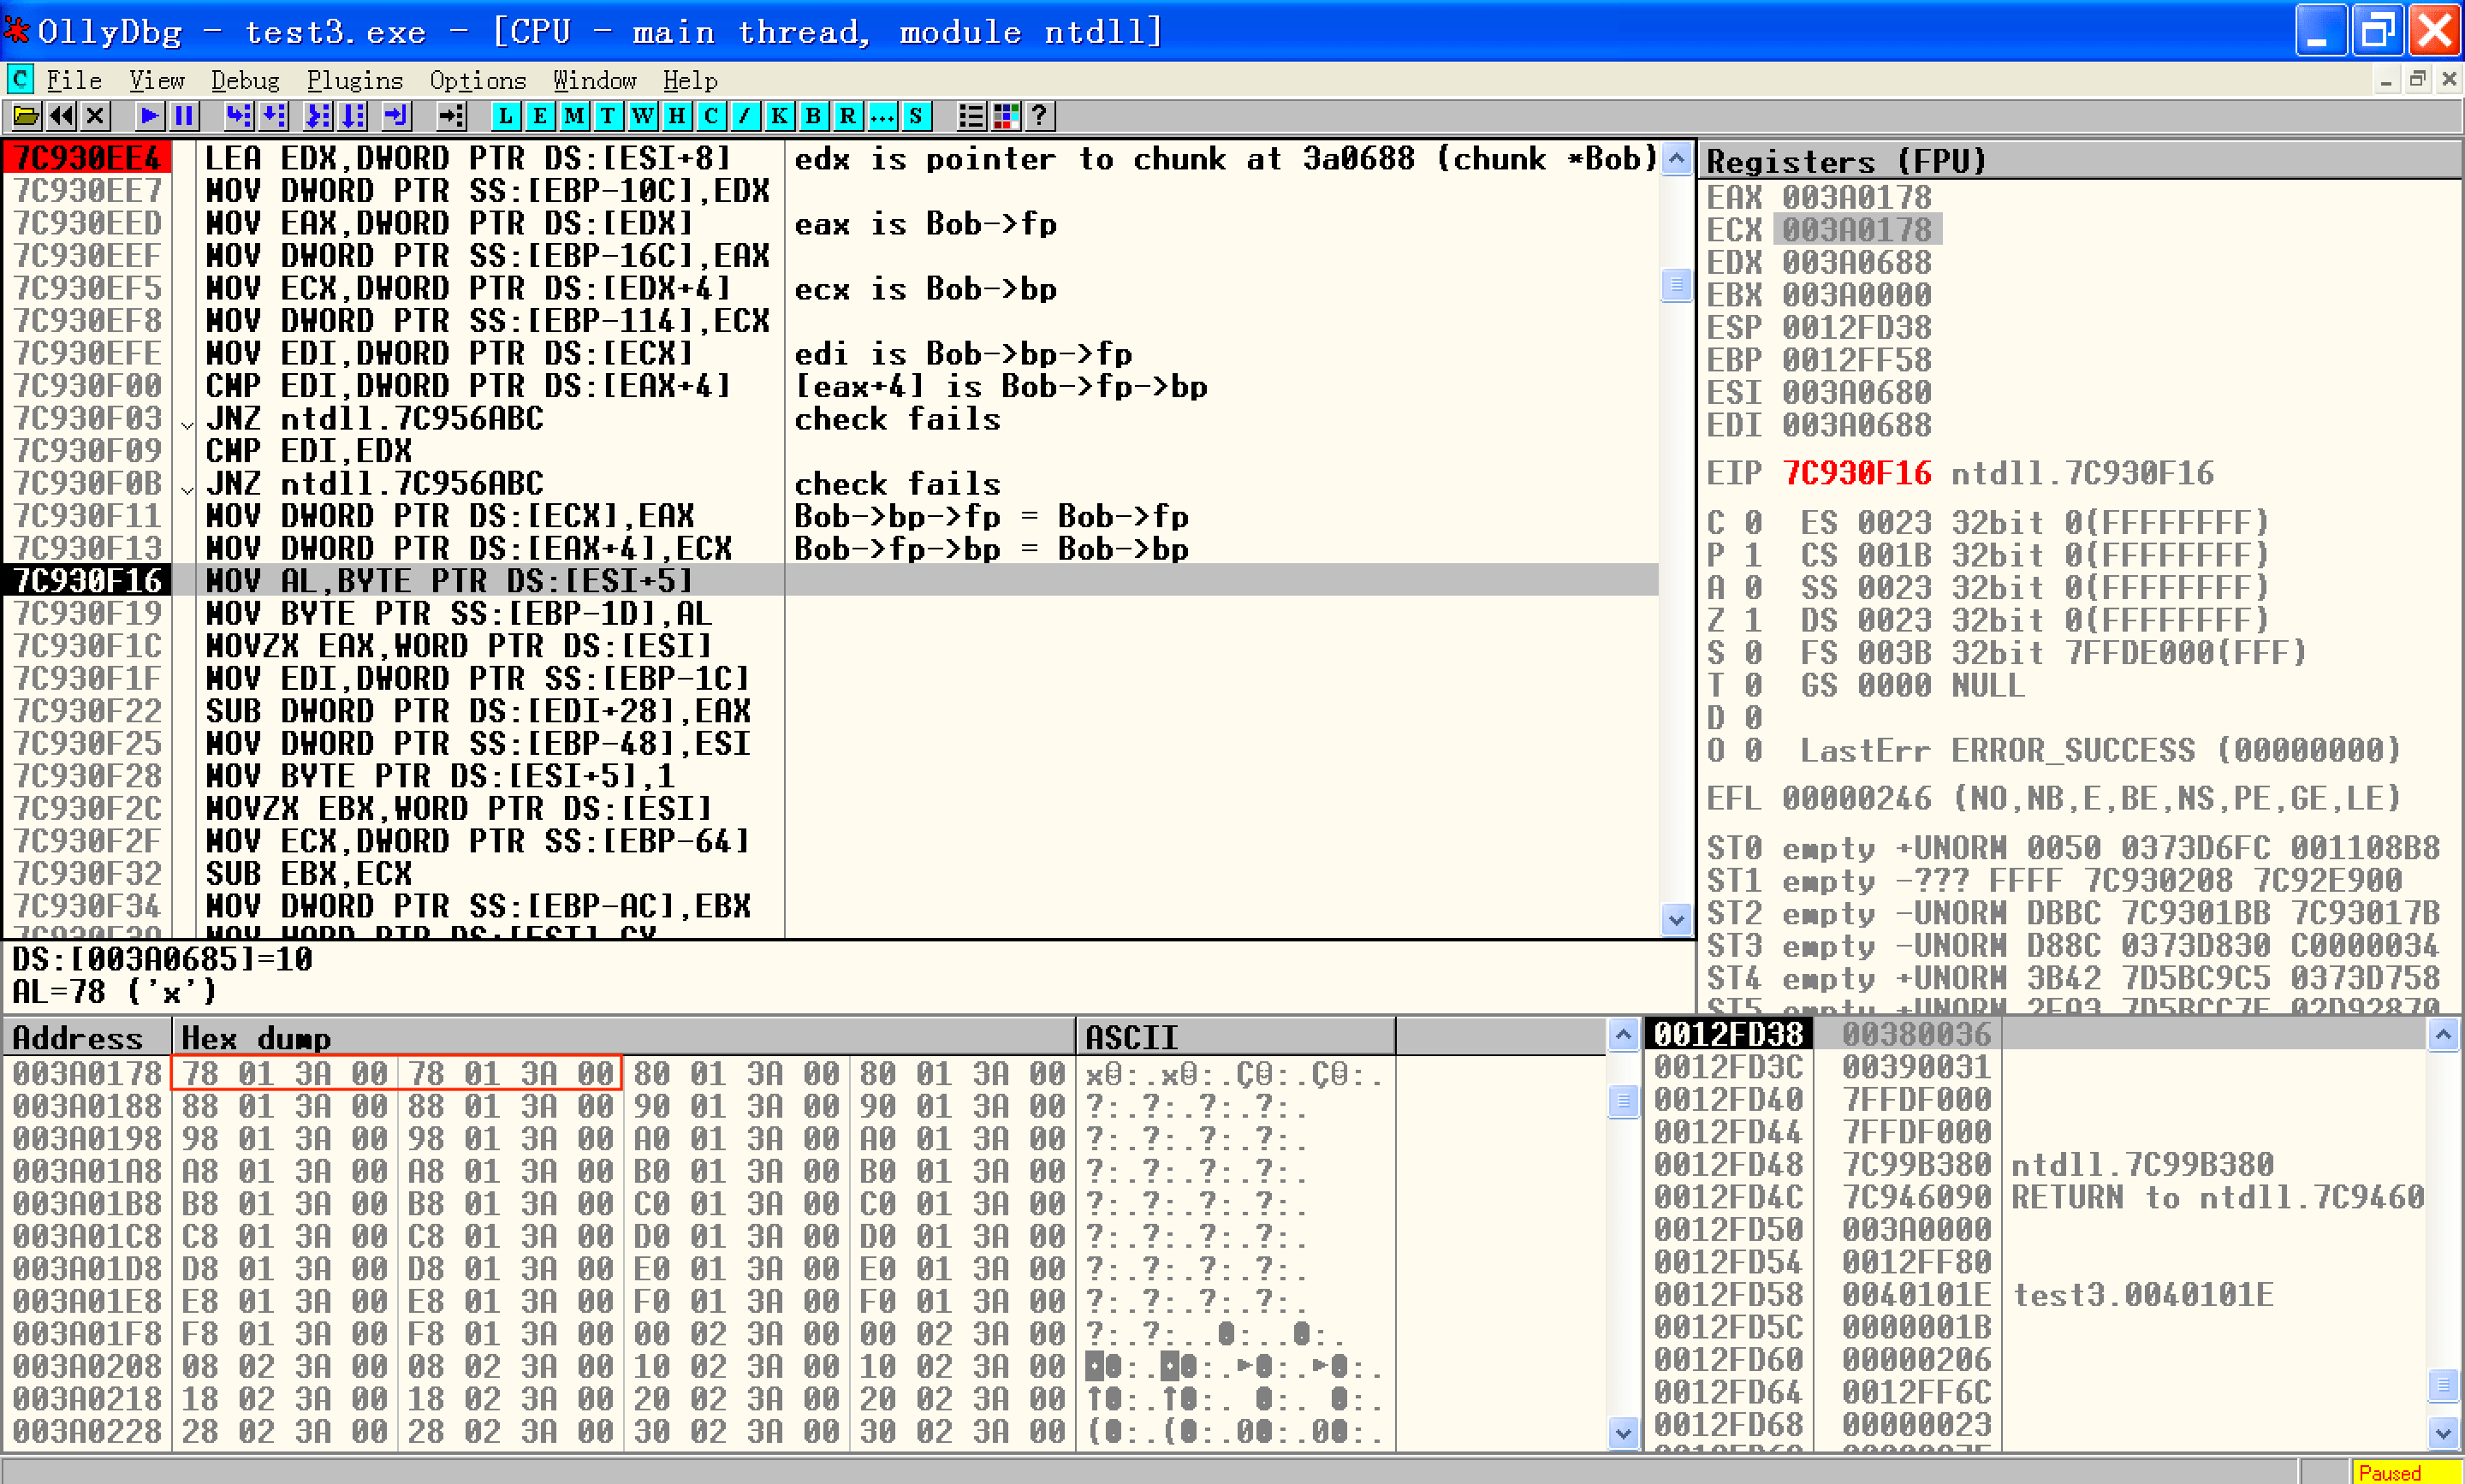 OllyDbg - test3.exe - [CPU - main thread, module ntdll]
C File View Debug Plugins Options Window Help
L E M T W H C / K B R ... S ?
7C930EE4 LEA EDX,DWORD PTR DS:[ESI+8] edx is pointer to chunk at 3a0688 (chunk *Bob)
7C930EE7 MOV DWORD PTR SS:[EBP-10C],EDX
7C930EED MOV EAX,DWORD PTR DS:[EDX] eax is Bob->fp
7C930EEF MOV DWORD PTR SS:[EBP-16C],EAX
7C930EF5 MOV ECX,DWORD PTR DS:[EDX+4] ecx is Bob->bp
7C930EF8 MOV DWORD PTR SS:[EBP-114],ECX
7C930EFE MOV EDI,DWORD PTR DS:[ECX] edi is Bob->bp->fp
7C930F00 CMP EDI,DWORD PTR DS:[EAX+4] [eax+4] is Bob->fp->bp
7C930F03 JNZ ntdll.7C956ABC check fails
7C930F09 CMP EDI,EDX
7C930F0B JNZ ntdll.7C956ABC check fails
7C930F11 MOV DWORD PTR DS:[ECX],EAX Bob->bp->fp = Bob->fp
7C930F13 MOV DWORD PTR DS:[EAX+4],ECX Bob->fp->bp = Bob->bp
7C930F16 MOV AL,BYTE PTR DS:[ESI+5]
7C930F19 MOV BYTE PTR SS:[EBP-1D],AL
7C930F1C MOVZX EAX,WORD PTR DS:[ESI]
7C930F1F MOV EDI,DWORD PTR SS:[EBP-1C]
7C930F22 SUB DWORD PTR DS:[EDI+28],EAX
7C930F25 MOV DWORD PTR SS:[EBP-48],ESI
7C930F28 MOV BYTE PTR DS:[ESI+5],1
7C930F2C MOVZX EBX,WORD PTR DS:[ESI]
7C930F2F MOV ECX,DWORD PTR SS:[EBP-64]
7C930F32 SUB EBX,ECX
7C930F34 MOV DWORD PTR SS:[EBP-AC],EBX
DS:[003A0685]=10
AL=78 ('x')
Registers (FPU)
EAX 003A0178
ECX 003A0178
EDX 003A0688
EBX 003A0000
ESP 0012FD38
EBP 0012FF58
ESI 003A0680
EDI 003A0688
EIP 7C930F16 ntdll.7C930F16
C 0 ES 0023 32bit 0(FFFFFFFF)
P 1 CS 001B 32bit 0(FFFFFFFF)
A 0 SS 0023 32bit 0(FFFFFFFF)
Z 1 DS 0023 32bit 0(FFFFFFFF)
S 0 FS 003B 32bit 7FFDE000(FFF)
T 0 GS 0000 NULL
D 0
O 0 LastErr ERROR_SUCCESS (00000000)
EFL 00000246 (NO,NB,E,BE,NS,PE,GE,LE)
ST0 empty +UNORM 0050 0373D6FC 001108B8
ST1 empty -??? FFFF 7C930208 7C92E900
ST2 empty -UNORM DBBC 7C9301BB 7C93017B
ST3 empty -UNORM D88C 0373D830 C0000034
ST4 empty +UNORM 3B42 7D5BC9C5 0373D758
ST5 empty +UNORM 2EA3 7D5BCC7E 02D92870
Address Hex dump ASCII
003A0178 78 01 3A 00 78 01 3A 00 80 01 3A 00 80 01 3A 00 x☺:.x☺:.Ç☺:.Ç☺:.
003A0188 88 01 3A 00 88 01 3A 00 90 01 3A 00 90 01 3A 00 ?:.?:.?:.?:.
003A0198 98 01 3A 00 98 01 3A 00 A0 01 3A 00 A0 01 3A 00 ?:.?:.?:.?:.
003A01A8 A8 01 3A 00 A8 01 3A 00 B0 01 3A 00 B0 01 3A 00 ?:.?:.?:.?:.
003A01B8 B8 01 3A 00 B8 01 3A 00 C0 01 3A 00 C0 01 3A 00 ?:.?:.?:.?:.
003A01C8 C8 01 3A 00 C8 01 3A 00 D0 01 3A 00 D0 01 3A 00 ?:.?:.?:.?:.
003A01D8 D8 01 3A 00 D8 01 3A 00 E0 01 3A 00 E0 01 3A 00 ?:.?:.?:.?:.
003A01E8 E8 01 3A 00 E8 01 3A 00 F0 01 3A 00 F0 01 3A 00 ?:.?:.?:.?:.
003A01F8 F8 01 3A 00 F8 01 3A 00 00 02 3A 00 00 02 3A 00 ?:.?:..☻:..☻:.
003A0208 08 02 3A 00 08 02 3A 00 10 02 3A 00 10 02 3A 00 ◘☻:.◘☻:.►☻:.►☻:.
003A0218 18 02 3A 00 18 02 3A 00 20 02 3A 00 20 02 3A 00 ↑☻:.↑☻:. ☻:. ☻:.
003A0228 28 02 3A 00 28 02 3A 00 30 02 3A 00 30 02 3A 00 (☻:.(☻:.0☻:.0☻:.
0012FD38 00380036
0012FD3C 00390031
0012FD40 7FFDF000
0012FD44 7FFDF000
0012FD48 7C99B380 ntdll.7C99B380
0012FD4C 7C946090 RETURN to ntdll.7C9460
0012FD50 003A0000
0012FD54 0012FF80
0012FD58 0040101E test3.0040101E
0012FD5C 0000001B
0012FD60 00000206
0012FD64 0012FF6C
0012FD68 00000023
Paused